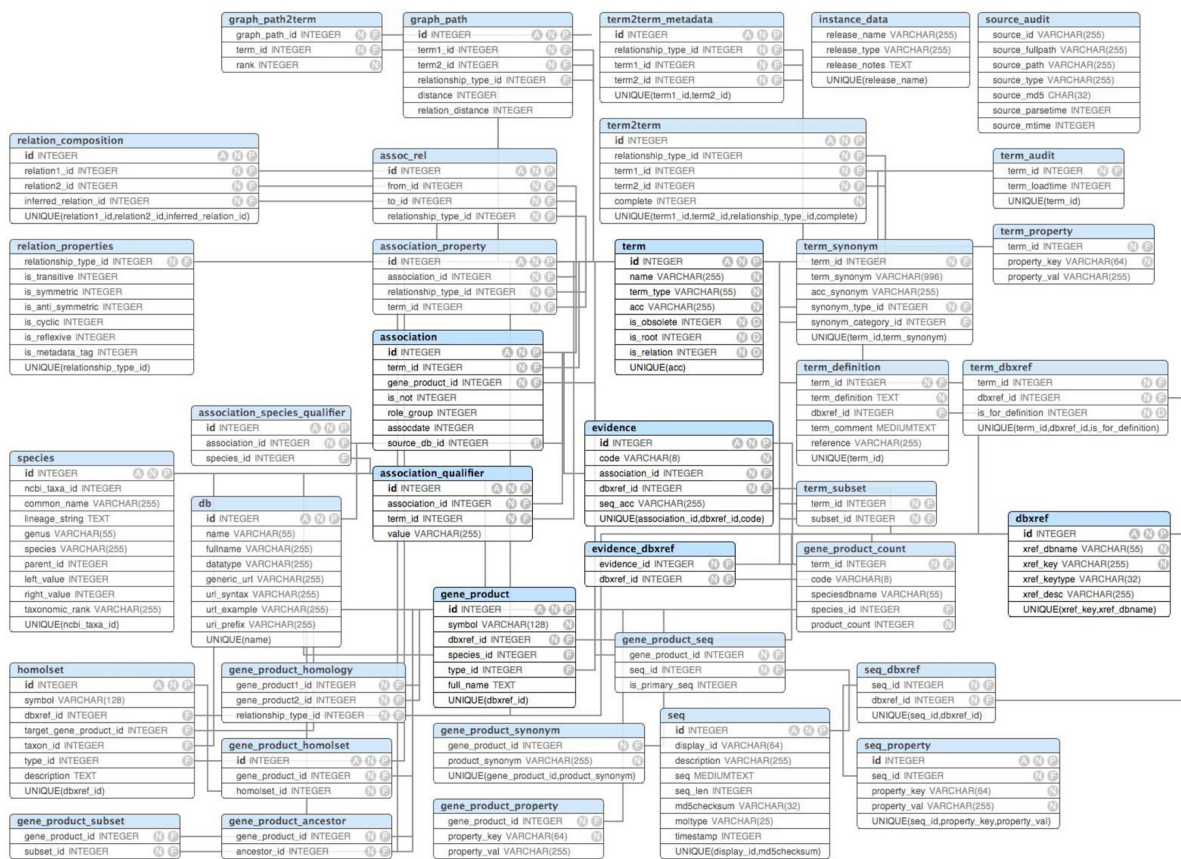 graph_path2term
graph_path_id INTEGER N F
term_id INTEGER N F
rank INTEGER N
graph_path
id INTEGER A N P
term1_id INTEGER N F
term2_id INTEGER N F
relationship_type_id INTEGER F
distance INTEGER
relation_distance INTEGER
term2term_metadata
id INTEGER A N P
relationship_type_id INTEGER N F
term1_id INTEGER N F
term2_id INTEGER N F
UNIQUE(term1_id,term2_id)
instance_data
release_name VARCHAR(255)
release_type VARCHAR(255)
release_notes TEXT
UNIQUE(release_name)
source_audit
source_id VARCHAR(255)
source_fullpath VARCHAR(255)
source_path VARCHAR(255)
source_type VARCHAR(255)
source_md5 CHAR(32)
source_parsetime INTEGER
source_mtime INTEGER
relation_composition
id INTEGER A N P
relation1_id INTEGER N F
relation2_id INTEGER N F
inferred_relation_id INTEGER N F
UNIQUE(relation1_id,relation2_id,inferred_relation_id)
assoc_rel
id INTEGER A N P
from_id INTEGER N F
to_id INTEGER N F
relationship_type_id INTEGER N F
term2term
id INTEGER A N P
relationship_type_id INTEGER N F
term1_id INTEGER N F
term2_id INTEGER N F
complete INTEGER N
UNIQUE(term1_id,term2_id,relationship_type_id,complete)
term_audit
term_id INTEGER N F
term_loadtime INTEGER
UNIQUE(term_id)
relation_properties
relationship_type_id INTEGER N F
is_transitive INTEGER
is_symmetric INTEGER
is_anti_symmetric INTEGER
is_cyclic INTEGER
is_reflexive INTEGER
is_metadata_tag INTEGER
UNIQUE(relationship_type_id)
association_property
id INTEGER A N P
association_id INTEGER N F
relationship_type_id INTEGER N F
term_id INTEGER N F
term
id INTEGER A N P
name VARCHAR(255) N
term_type VARCHAR(55) N
acc VARCHAR(255) N
is_obsolete INTEGER N D
is_root INTEGER N D
is_relation INTEGER N D
UNIQUE(acc)
term_synonym
term_id INTEGER N F
term_synonym VARCHAR(996)
acc_synonym VARCHAR(255)
synonym_type_id INTEGER N F
synonym_category_id INTEGER F
UNIQUE(term_id,term_synonym)
term_property
term_id INTEGER N F
property_key VARCHAR(64) N
property_val VARCHAR(255)
association
id INTEGER A N P
term_id INTEGER N F
gene_product_id INTEGER N F
is_not INTEGER
role_group INTEGER
assocdate INTEGER
source_db_id INTEGER F
term_definition
term_id INTEGER N F
term_definition TEXT N
dbxref_id INTEGER F
term_comment MEDIUMTEXT
reference VARCHAR(255)
UNIQUE(term_id)
term_dbxref
term_id INTEGER N F
dbxref_id INTEGER N F
is_for_definition INTEGER N D
UNIQUE(term_id,dbxref_id,is_for_definition)
association_species_qualifier
id INTEGER A N P
association_id INTEGER N F
species_id INTEGER F
evidence
id INTEGER A N P
code VARCHAR(8) N
association_id INTEGER N F
dbxref_id INTEGER N F
seq_acc VARCHAR(255)
UNIQUE(association_id,dbxref_id,code)
species
id INTEGER A N P
ncbi_taxa_id INTEGER
common_name VARCHAR(255)
lineage_string TEXT
genus VARCHAR(55)
species VARCHAR(255)
parent_id INTEGER
left_value INTEGER
right_value INTEGER
taxonomic_rank VARCHAR(255)
UNIQUE(ncbi_taxa_id)
association_qualifier
id INTEGER A N P
association_id INTEGER N F
term_id INTEGER N F
value VARCHAR(255)
term_subset
term_id INTEGER N F
subset_id INTEGER N F
db
id INTEGER A N P
name VARCHAR(55)
fullname VARCHAR(255)
datatype VARCHAR(255)
generic_url VARCHAR(255)
url_syntax VARCHAR(255)
url_example VARCHAR(255)
uri_prefix VARCHAR(255)
UNIQUE(name)
dbxref
id INTEGER A N P
xref_dbname VARCHAR(55) N
xref_key VARCHAR(255) N
xref_keytype VARCHAR(32)
xref_desc VARCHAR(255)
UNIQUE(xref_key,xref_dbname)
evidence_dbxref
evidence_id INTEGER N F
dbxref_id INTEGER N F
gene_product_count
term_id INTEGER N F
code VARCHAR(8)
speciesdbname VARCHAR(55)
species_id INTEGER F
product_count INTEGER N
gene_product
id INTEGER A N P
symbol VARCHAR(128) N
dbxref_id INTEGER N F
species_id INTEGER F
type_id INTEGER F
full_name TEXT
UNIQUE(dbxref_id)
gene_product_seq
gene_product_id INTEGER N F
seq_id INTEGER N F
is_primary_seq INTEGER
homolset
id INTEGER A N P
symbol VARCHAR(128)
dbxref_id INTEGER F
target_gene_product_id INTEGER F
taxon_id INTEGER F
type_id INTEGER F
description TEXT
UNIQUE(dbxref_id)
gene_product_homology
gene_product1_id INTEGER N F
gene_product2_id INTEGER N F
relationship_type_id INTEGER N F
seq_dbxref
seq_id INTEGER N F
dbxref_id INTEGER N F
UNIQUE(seq_id,dbxref_id)
seq
id INTEGER A N P
display_id VARCHAR(64)
description VARCHAR(255)
seq MEDIUMTEXT
seq_len INTEGER
md5checksum VARCHAR(32)
moltype VARCHAR(25)
timestamp INTEGER
UNIQUE(display_id,md5checksum)
gene_product_synonym
gene_product_id INTEGER N F
product_synonym VARCHAR(255) N
UNIQUE(gene_product_id,product_synonym)
gene_product_homolset
id INTEGER A N P
gene_product_id INTEGER N F
homolset_id INTEGER N F
seq_property
id INTEGER A N P
seq_id INTEGER N F
property_key VARCHAR(64) N
property_val VARCHAR(255) N
UNIQUE(seq_id,property_key,property_val)
gene_product_property
gene_product_id INTEGER N F
property_key VARCHAR(64) N
property_val VARCHAR(255)
gene_product_subset
gene_product_id INTEGER N F
subset_id INTEGER N F
gene_product_ancestor
gene_product_id INTEGER N F
ancestor_id INTEGER N F